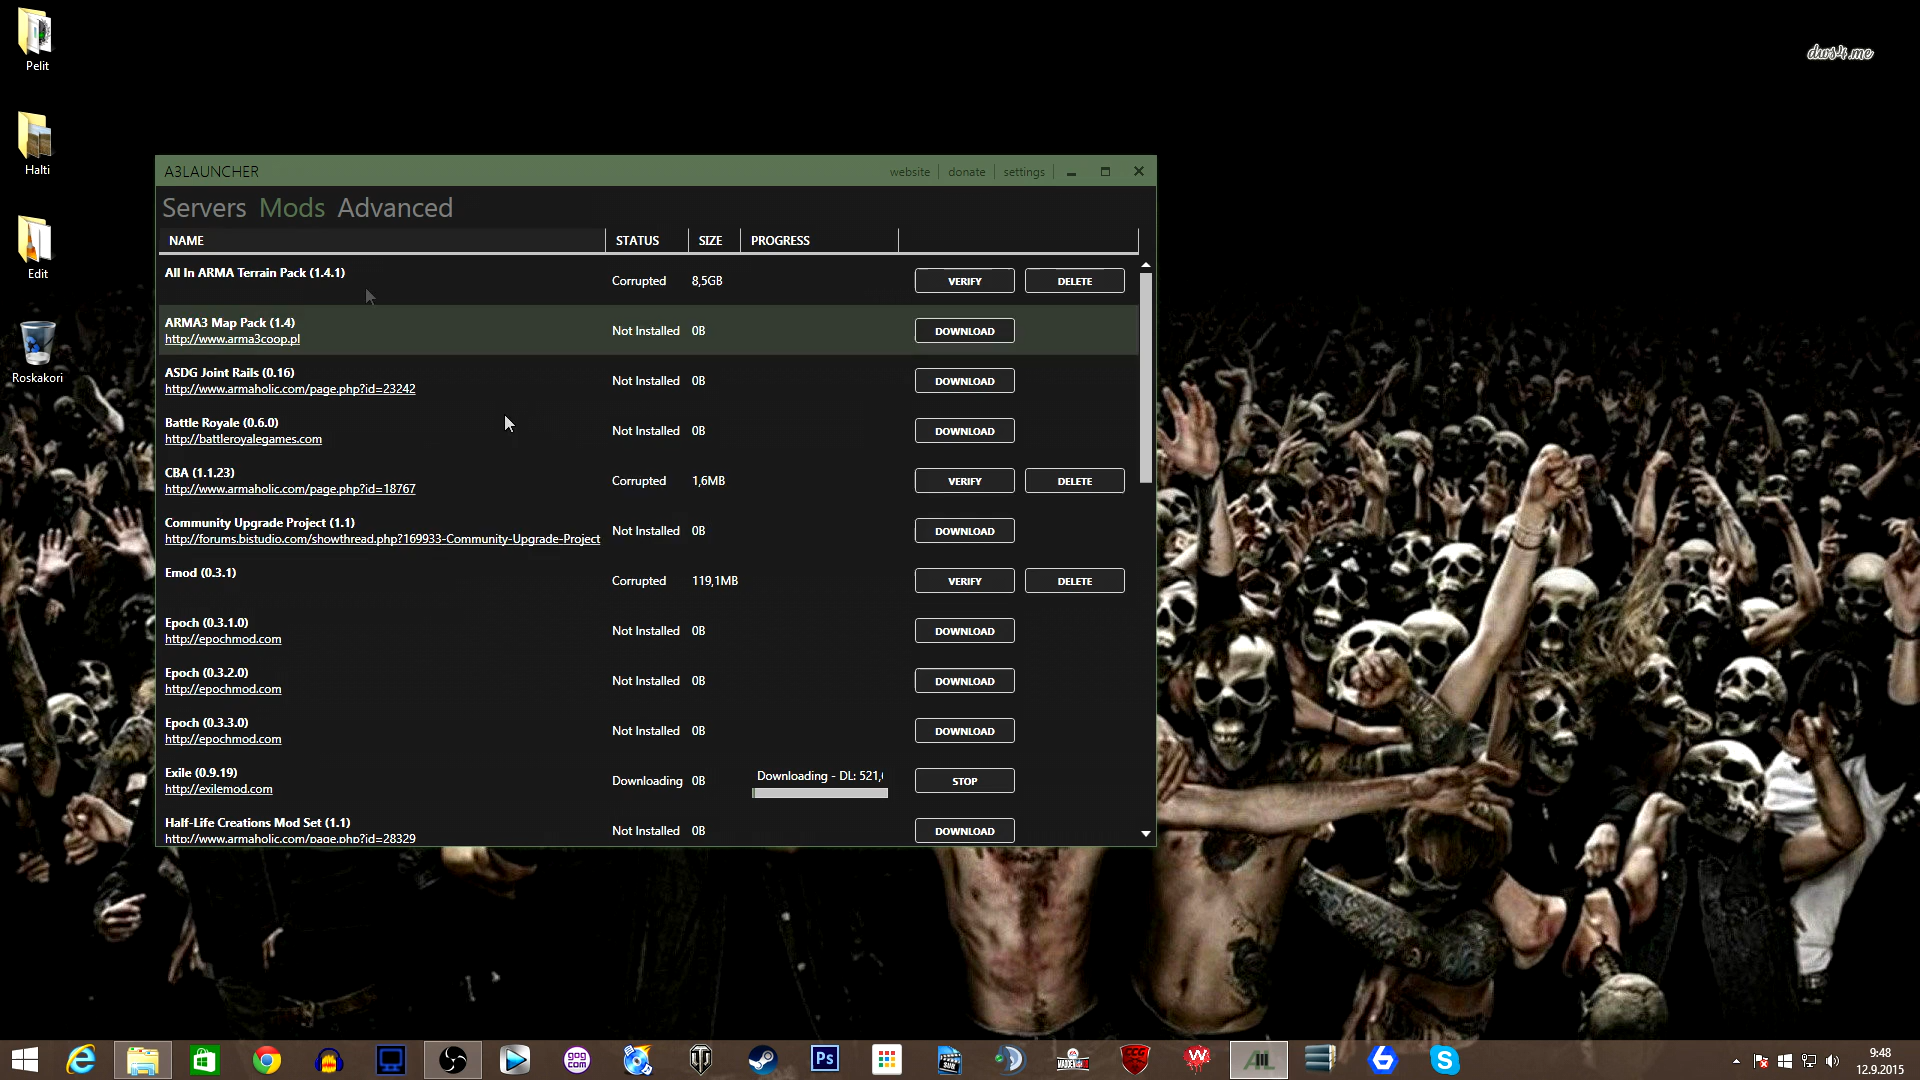 Pelit
Halti
Edit
Roskakori
dws4.me
A3LAUNCHER
website
donate
settings
Servers Mods Advanced
NAME STATUS SIZE PROGRESS
All In ARMA Terrain Pack (1.4.1)
Corrupted 8,5GB VERIFY DELETE
ARMA3 Map Pack (1.4)
http://www.arma3coop.pl
Not Installed 0B DOWNLOAD
ASDG Joint Rails (0.16)
http://www.armaholic.com/page.php?id=23242
Not Installed 0B DOWNLOAD
Battle Royale (0.6.0)
http://battleroyalegames.com
Not Installed 0B DOWNLOAD
CBA (1.1.23)
http://www.armaholic.com/page.php?id=18767
Corrupted 1,6MB VERIFY DELETE
Community Upgrade Project (1.1)
http://forums.bistudio.com/showthread.php?169933-Community-Upgrade-Project
Not Installed 0B DOWNLOAD
Emod (0.3.1)
Corrupted 119,1MB VERIFY DELETE
Epoch (0.3.1.0)
http://epochmod.com
Not Installed 0B DOWNLOAD
Epoch (0.3.2.0)
http://epochmod.com
Not Installed 0B DOWNLOAD
Epoch (0.3.3.0)
http://epochmod.com
Not Installed 0B DOWNLOAD
Exile (0.9.19)
http://exilemod.com
Downloading 0B Downloading - DL: 521, STOP
Half-Life Creations Mod Set (1.1)
http://www.armaholic.com/page.php?id=28329
Not Installed 0B DOWNLOAD
gog
com
Ps
MADDEN
CCG
W
S
9:48
12.9.2015